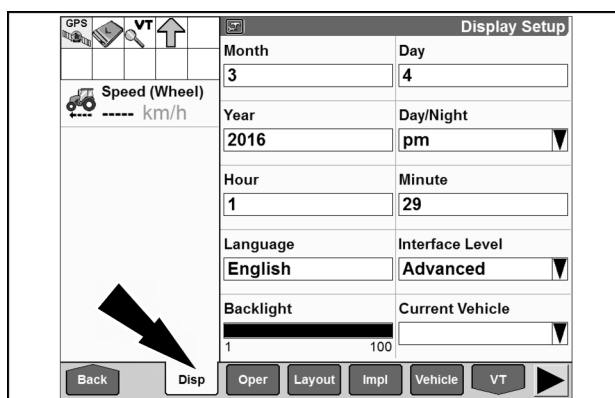 GPS
VT
L
Display Setup
Speed (Wheel)
----- km/h
Month
Day
3
4
Year
Day/Night
2016
pm
Hour
Minute
1
29
Language
Interface Level
English
Advanced
Backlight
Current Vehicle
1
100
Back
Disp
Oper
Layout
Impl
Vehicle
VT